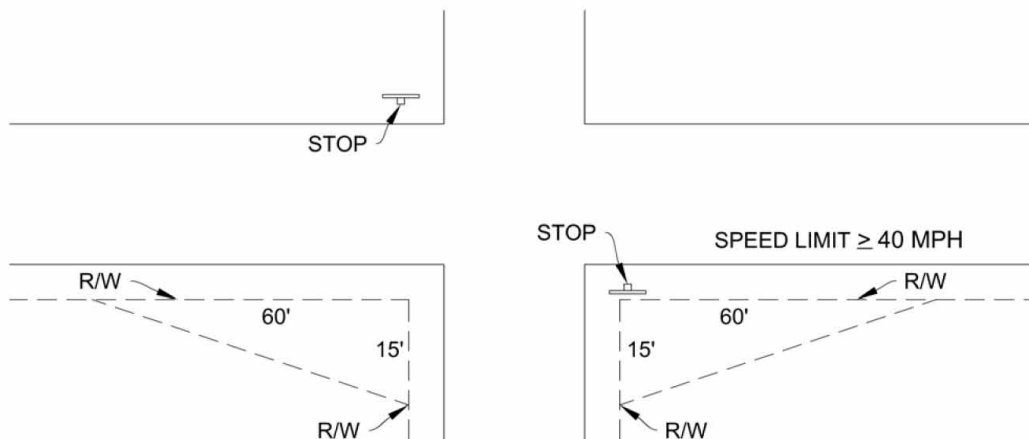 STOP
STOP
SPEED LIMIT ≥ 40 MPH
R/W
R/W
60'
60'
15'
15'
R/W
R/W